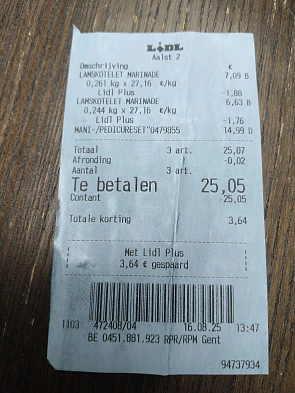 LIDL
Aalst 2
Omschrijving €
LAMSKOTELET MARINADE 7,09 B
0,261 kg x 27,16 €/kg
Lidl Plus -1,88
LAMSKOTELET MARINADE 6,63 B
0,244 kg x 27,16 €/kg
Lidl Plus -1,76
MANI-/PEDICURESET"0479855 14,99 D
Totaal 3 art. 25,07
Afronding -0,02
Aantal 3 art.
Te betalen 25,05
Contant 25,05
Totale korting 3,64
Met Lidl Plus
3,64 € gespaard
1103 472408/04 16.08.25 13:47
BE 0451.881.923 RPR/RPM Gent
94737934